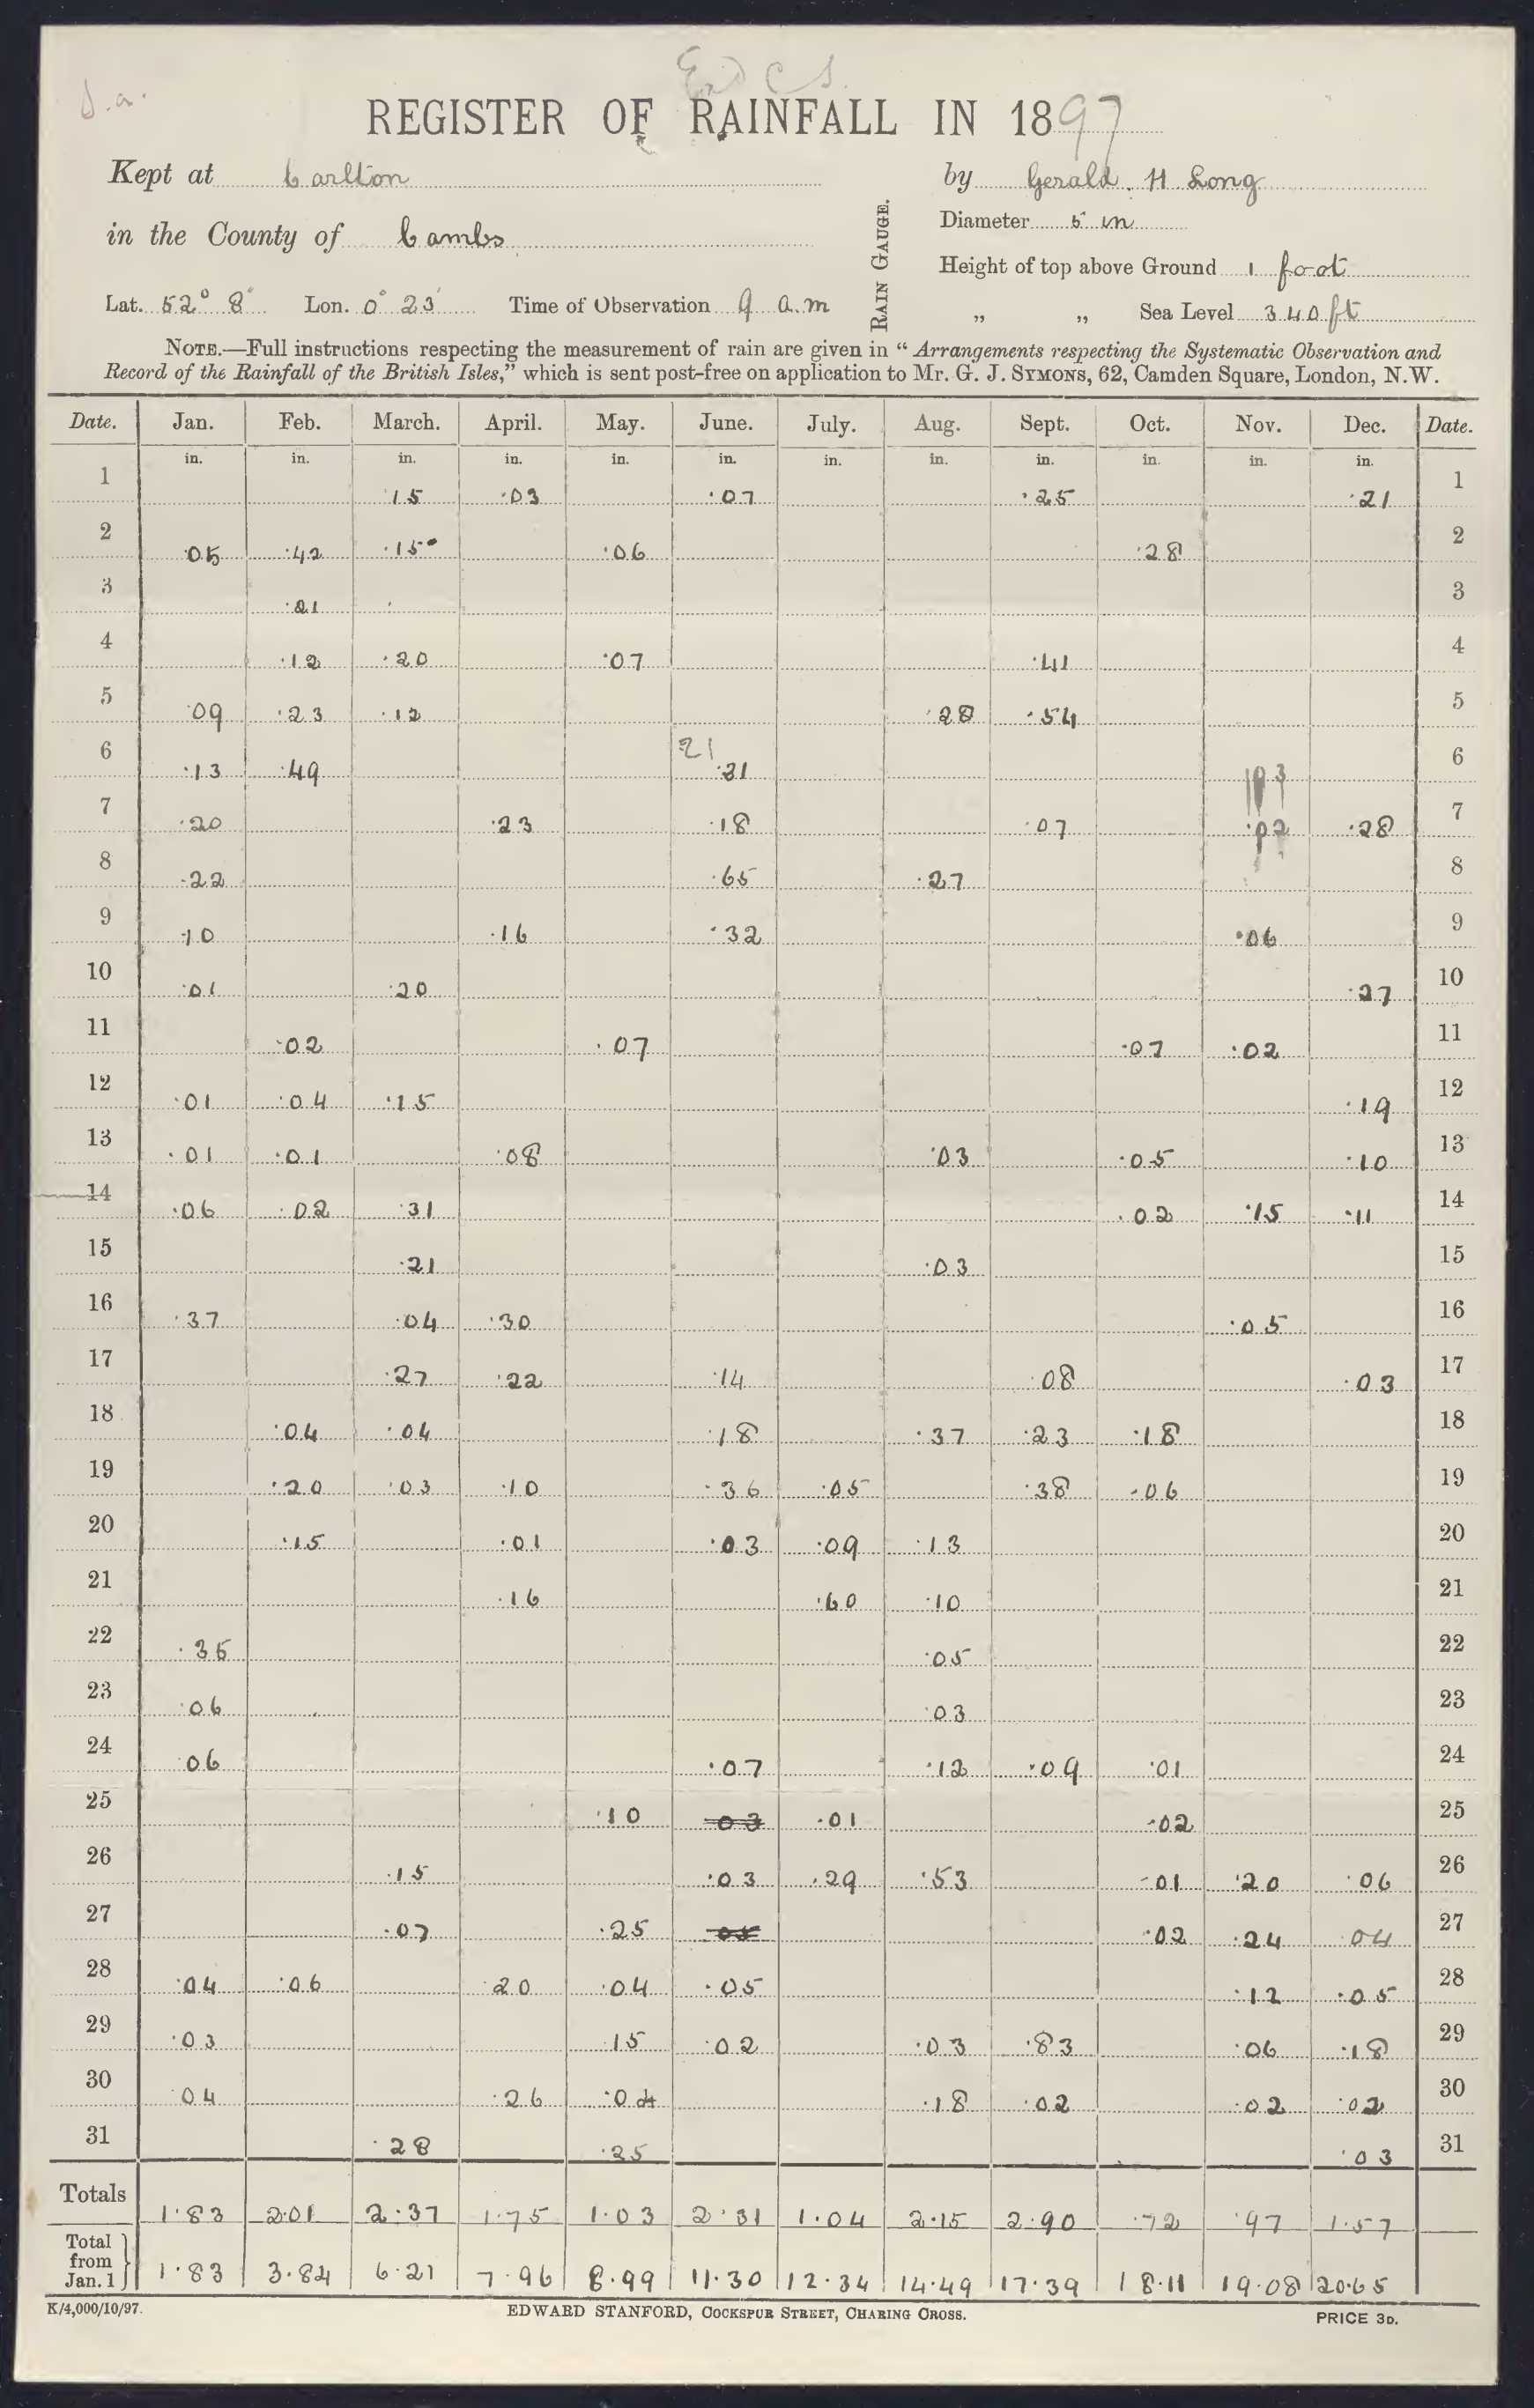 S.a.
End C S.
REGISTER OF RAINFALL IN 1897
Kept at Carlton by Gerald. H Long
in the County of Cambs
RAIN GAUGE.
Diameter 5 in
Height of top above Ground 1 foot
Lat. 52° 8' Lon. 0° 23' Time of Observation 9 a.m „ „ Sea Level 340 ft
NOTE.—Full instructions respecting the measurement of rain are given in “ Arrangements respecting the Systematic Observation and
Record of the Rainfall of the British Isles,” which is sent post-free on application to Mr. G. J. SYMONS, 62, Camden Square, London, N.W.
Date. Jan. Feb. March. April. May. June. July. Aug. Sept. Oct. Nov. Dec. Date.
in. in. in. in. in. in. in. in. in. in. in. in.
1 .15 .03 .07 .25 .21 1
2 .05 .42 .15 .06 .28 2
3 .21 3
4 .12 .20 .07 .41 4
5 .09 .23 .12 .28 .54 5
6 .13 .49 21 .21 6
7 .20 .23 .18 .07 .03 .02 .28 7
8 .22 .65 .27 8
9 .10 .16 .32 .06 9
10 .01 .20 .27 10
11 .02 .07 .07 .02 11
12 .01 .04 .15 .19 12
13 .01 .01 .08 .03 .05 .10 13
14 .06 .02 .31 .02 .15 .11 14
15 .21 .03 15
16 .37 .04 .30 .05 16
17 .27 .22 .14 .08 .03 17
18 .04 .04 .18 .37 .23 .18 18
19 .20 .03 .10 .36 .05 .38 .06 19
20 .15 .01 .03 .09 .13 20
21 .16 .60 .10 21
22 .35 .05 22
23 .06 .03 23
24 .06 .07 .12 .09 .01 24
25 .10 03 .01 .02 25
26 .15 .03 .29 .53 .01 .20 .06 26
27 .07 .25 05 .02 .24 .04 27
28 .04 .06 .20 .04 .05 .12 .05 28
29 .03 .15 .02 .03 .83 .06 .18 29
30 .04 .26 .04 .18 .02 .02 .02 30
31 .28 .25 .03 31
Totals 1.83 2.01 2.37 1.75 1.03 2.31 1.04 2.15 2.90 .72 .97 1.57
Total from Jan. 1 } 1.83 3.84 6.21 7.96 8.99 11.30 12.34 14.49 17.39 18.11 19.08 20.65
K/4,000/10/97. EDWARD STANFORD, COCKSPUR STREET, CHARING CROSS. PRICE 3D.